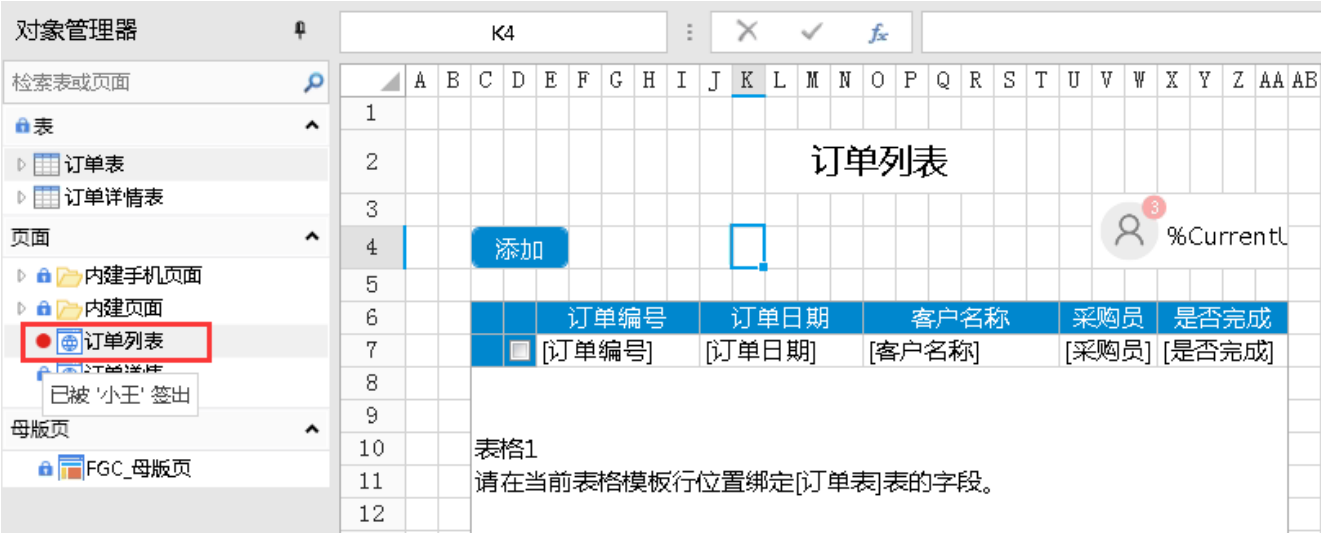 对象管理器
检索表或页面
表
订单表
订单详情表
页面
内建手机页面
内建页面
订单列表
已被 '小王' 签出
母版页
FGC_母版页
K4
fx
A B C D E F G H I J K L M N O P Q R S T U V W X Y Z AA AB
1
2 订单列表
3 3
4 添加 %CurrentU
5
6 订单编号 订单日期 客户名称 采购员 是否完成
7 [订单编号] [订单日期] [客户名称] [采购员] [是否完成]
8
9
10 表格1
11 请在当前表格模板行位置绑定[订单表]表的字段。
12